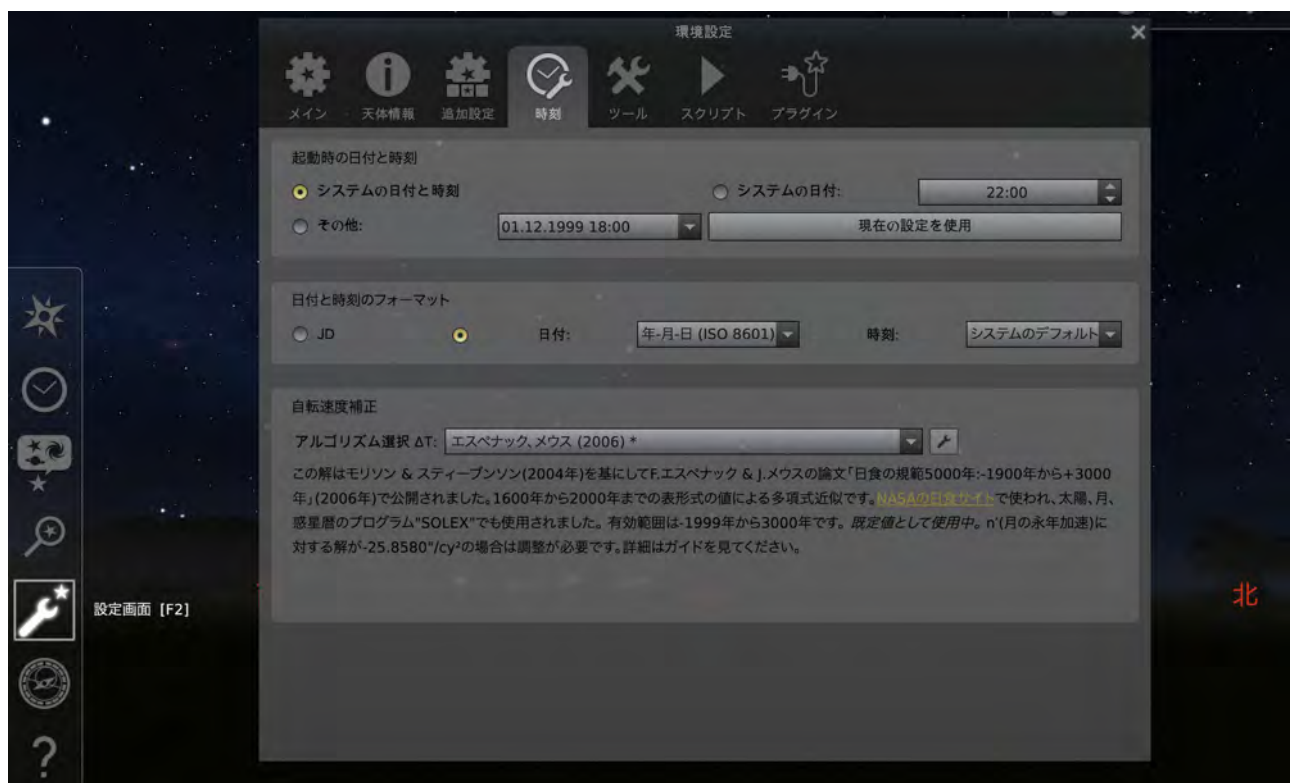 環境設定
メイン 天体情報 追加設定 時刻 ツール スクリプト プラグイン
起動時の日付と時刻
システムの日付と時刻 システムの日付: 22:00
その他: 01.12.1999 18:00 現在の設定を使用
日付と時刻のフォーマット
JD 日付: 年-月-日 (ISO 8601) 時刻: システムのデフォルト
自転速度補正
アルゴリズム選択 ΔT: エスペナック、メウス (2006) *
この解はモリソン & スティーブンソン(2004年)を基にしてF.エスペナック & J.メウスの論文「日食の規範5000年:-1900年から+3000
年」(2006年)で公開されました。1600年から2000年までの表形式の値による多項式近似です。NASAの日食サイトで使われ、太陽、月、
惑星暦のプログラム"SOLEX"でも使用されました。有効範囲は-1999年から3000年です。 既定値として使用中。 n'(月の永年加速)に
対する解が-25.8580"/cy²の場合は調整が必要です。詳細はガイドを見てください。
設定画面 [F2]
北